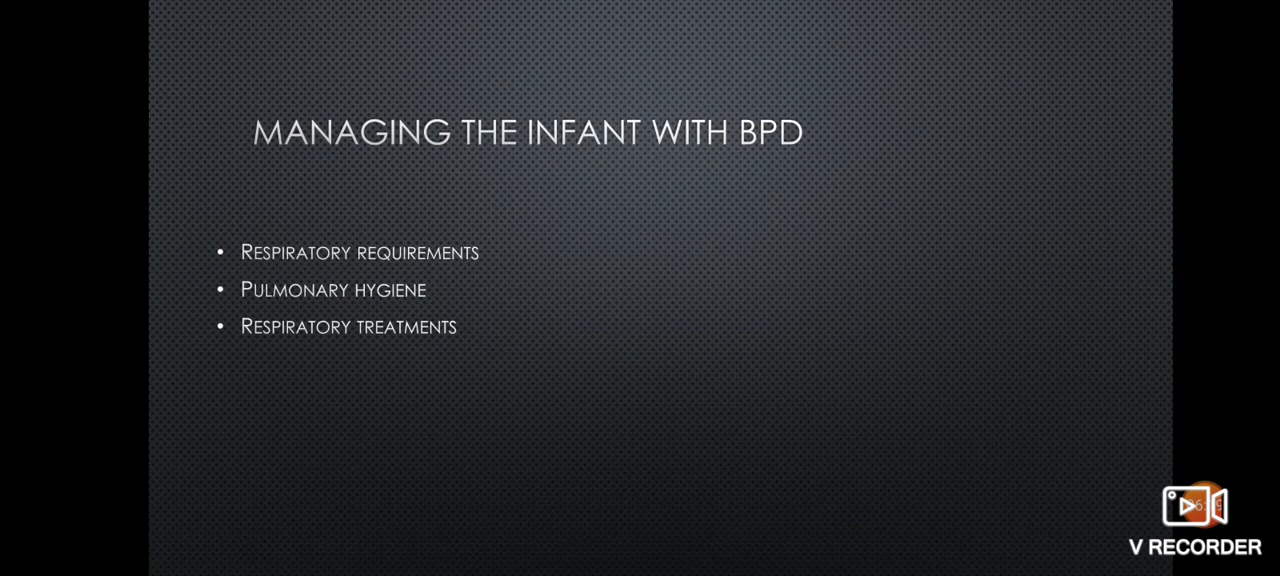 MANAGING THE INFANT WITH BPD
• RESPIRATORY REQUIREMENTS
• PULMONARY HYGIENE
• RESPIRATORY TREATMENTS
V RECORDER